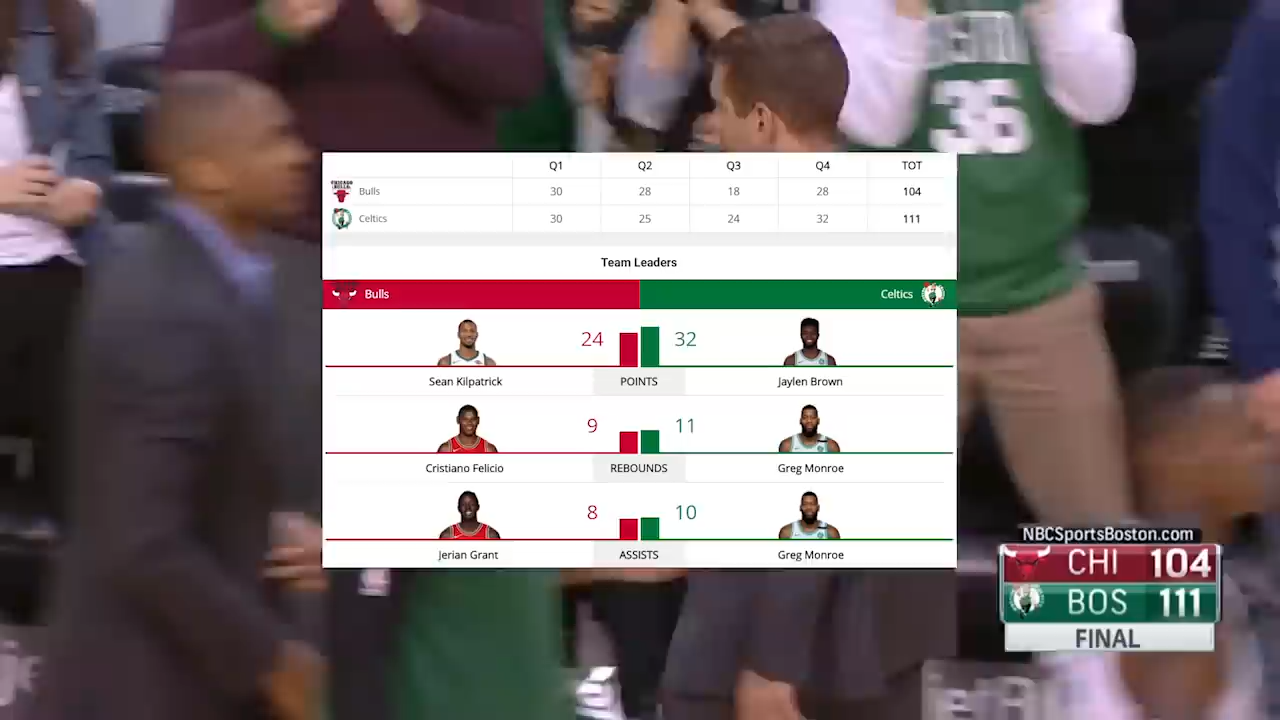 36
Q1 Q2 Q3 Q4 TOT
Bulls 30 28 18 28 104
Celtics 30 25 24 32 111
Team Leaders
Bulls Celtics
24 32
Sean Kilpatrick POINTS Jaylen Brown
9 11
Cristiano Felicio REBOUNDS Greg Monroe
8 10
Jerian Grant ASSISTS Greg Monroe
NBCSportsBoston.com
CHI 104
BOS 111
FINAL